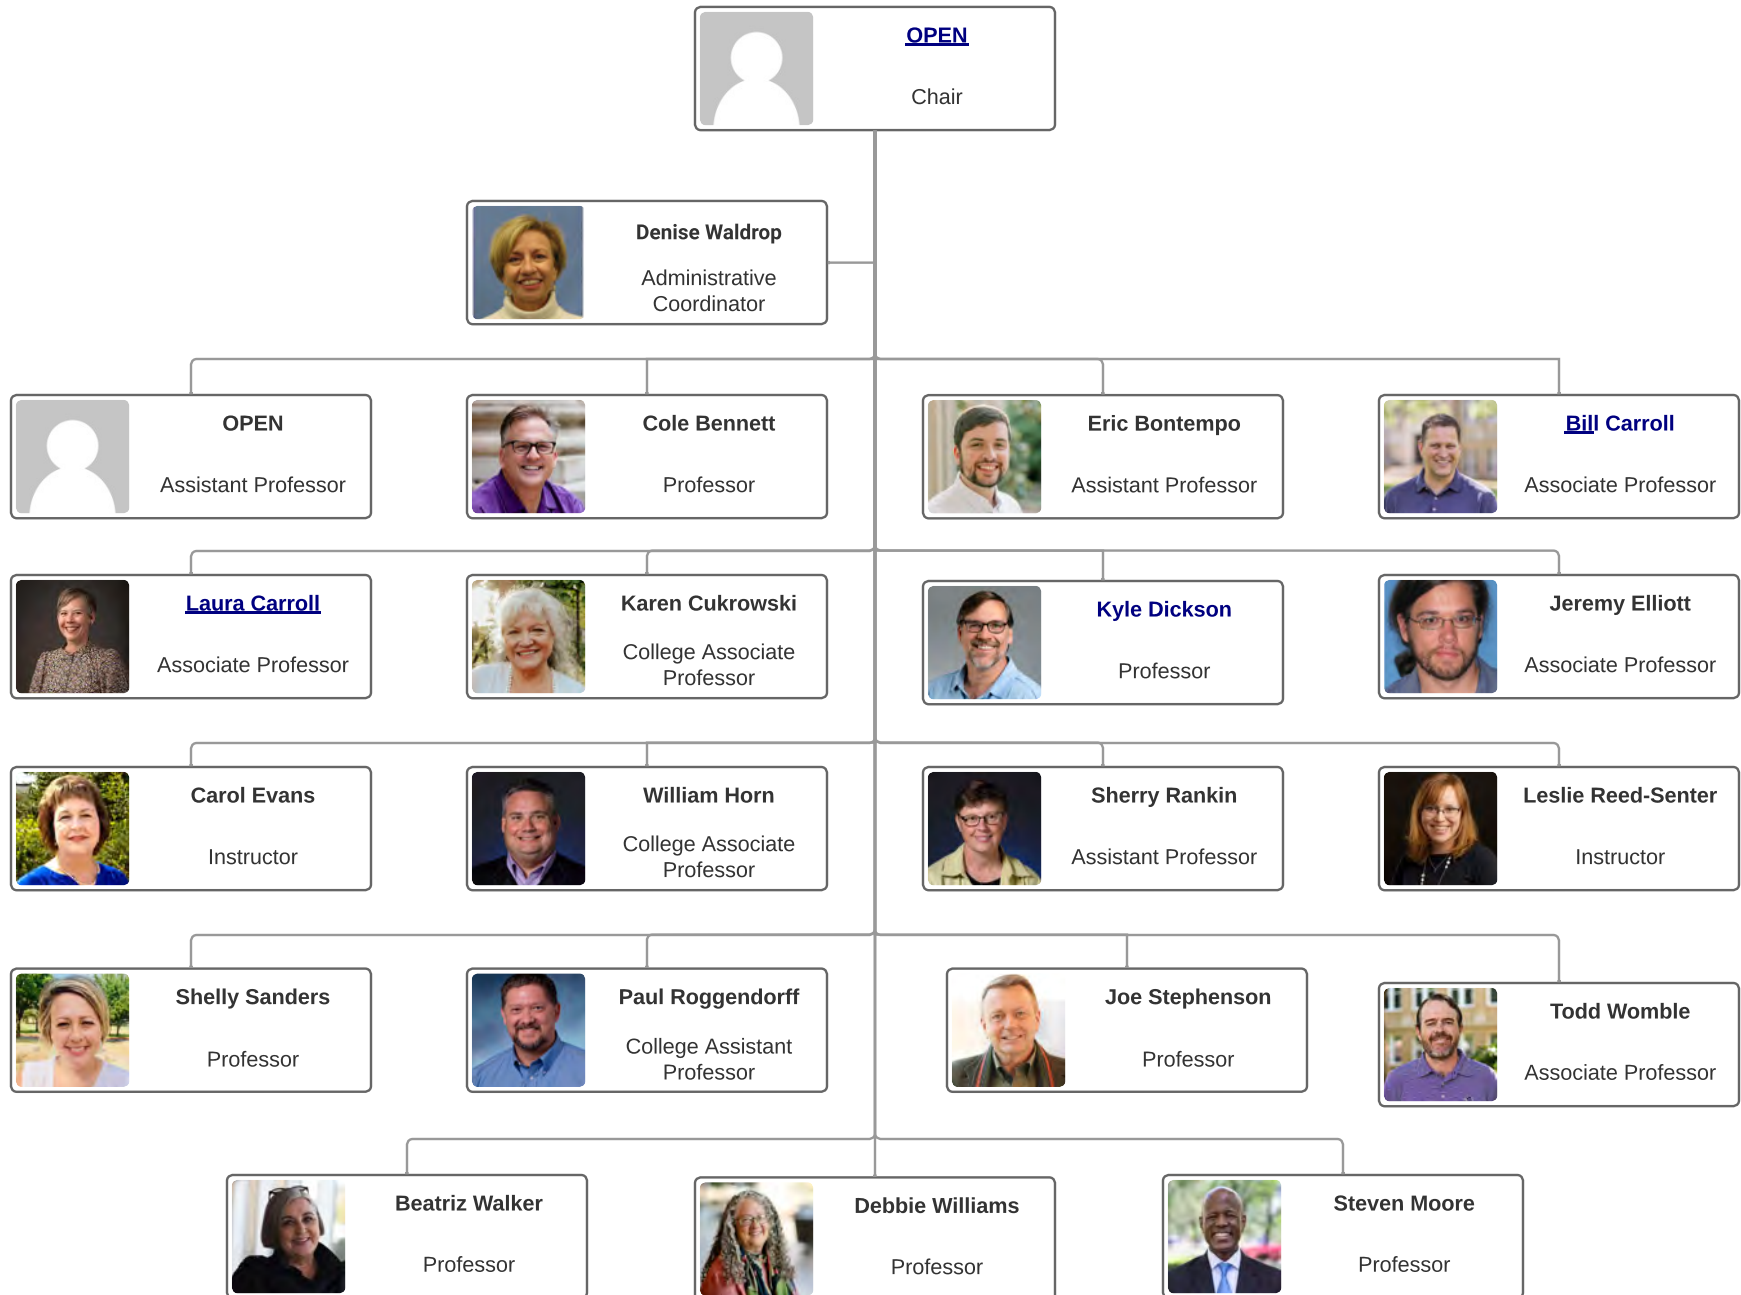 OPEN
Chair
Denise Waldrop
Administrative
Coordinator
OPEN
Assistant Professor
Cole Bennett
Professor
Eric Bontempo
Assistant Professor
Bill Carroll
Associate Professor
Laura Carroll
Associate Professor
Karen Cukrowski
College Associate
Professor
Kyle Dickson
Professor
Jeremy Elliott
Associate Professor
Carol Evans
Instructor
William Horn
College Associate
Professor
Sherry Rankin
Assistant Professor
Leslie Reed-Senter
Instructor
Shelly Sanders
Professor
Paul Roggendorff
College Assistant
Professor
Joe Stephenson
Professor
Todd Womble
Associate Professor
Beatriz Walker
Professor
Debbie Williams
Professor
Steven Moore
Professor